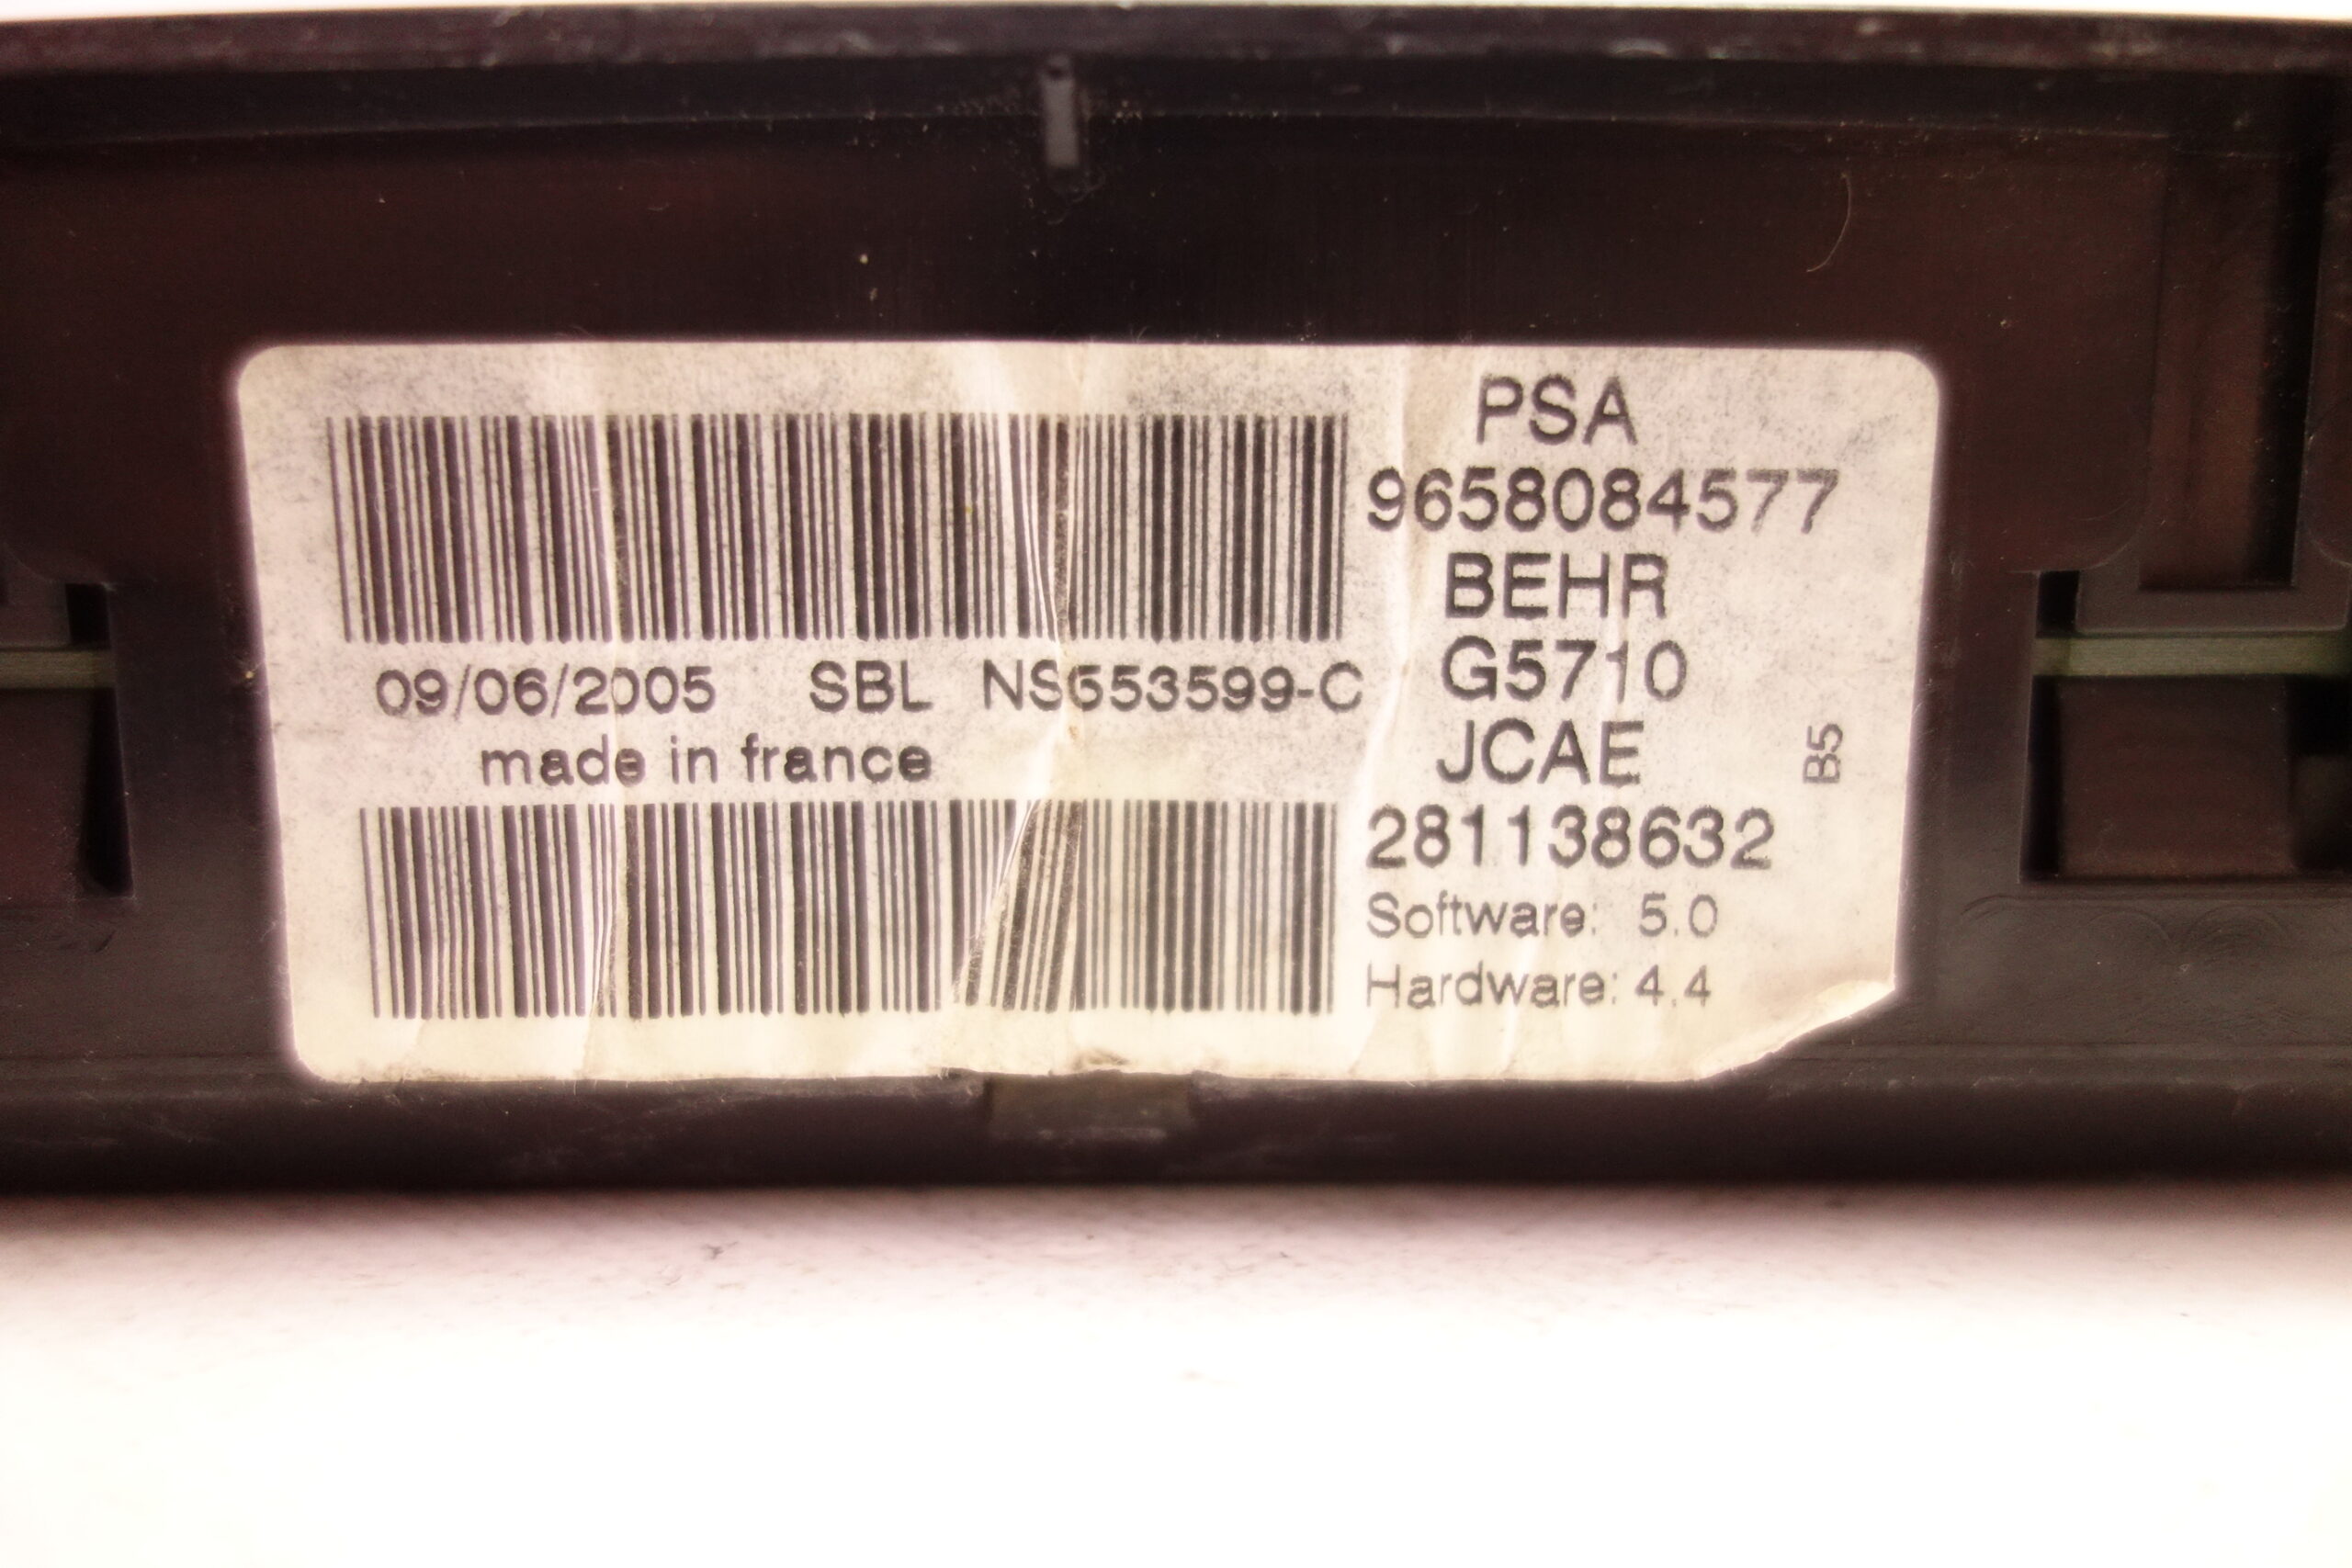 PSA
9658084577
BEHR
G5710
JCAE
281138632
Software: 5.0
Hardware: 4.4
B5
09/06/2005 SBL
made in france